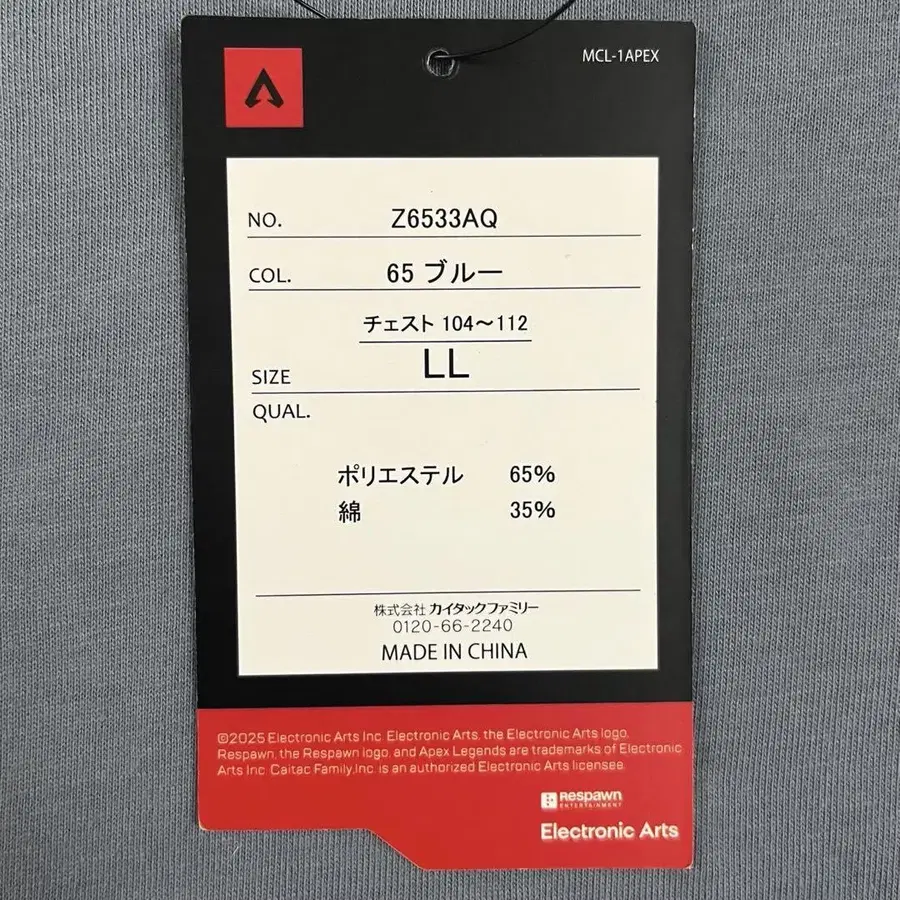 MCL-1APEX
NO. Z6533AQ
COL. 65 ブルー
チェスト 104～112
SIZE LL
QUAL.
ポリエステル 65%
綿 35%
株式会社 カイタックファミリー
0120-66-2240
MADE IN CHINA
©2025 Electronic Arts Inc. Electronic Arts, the Electronic Arts logo,
Respawn, the Respawn logo, and Apex Legends are trademarks of Electronic
Arts Inc. Caitac Family,Inc. is an authorized Electronic Arts licensee.
Respawn
ENTERTAINMENT
Electronic Arts